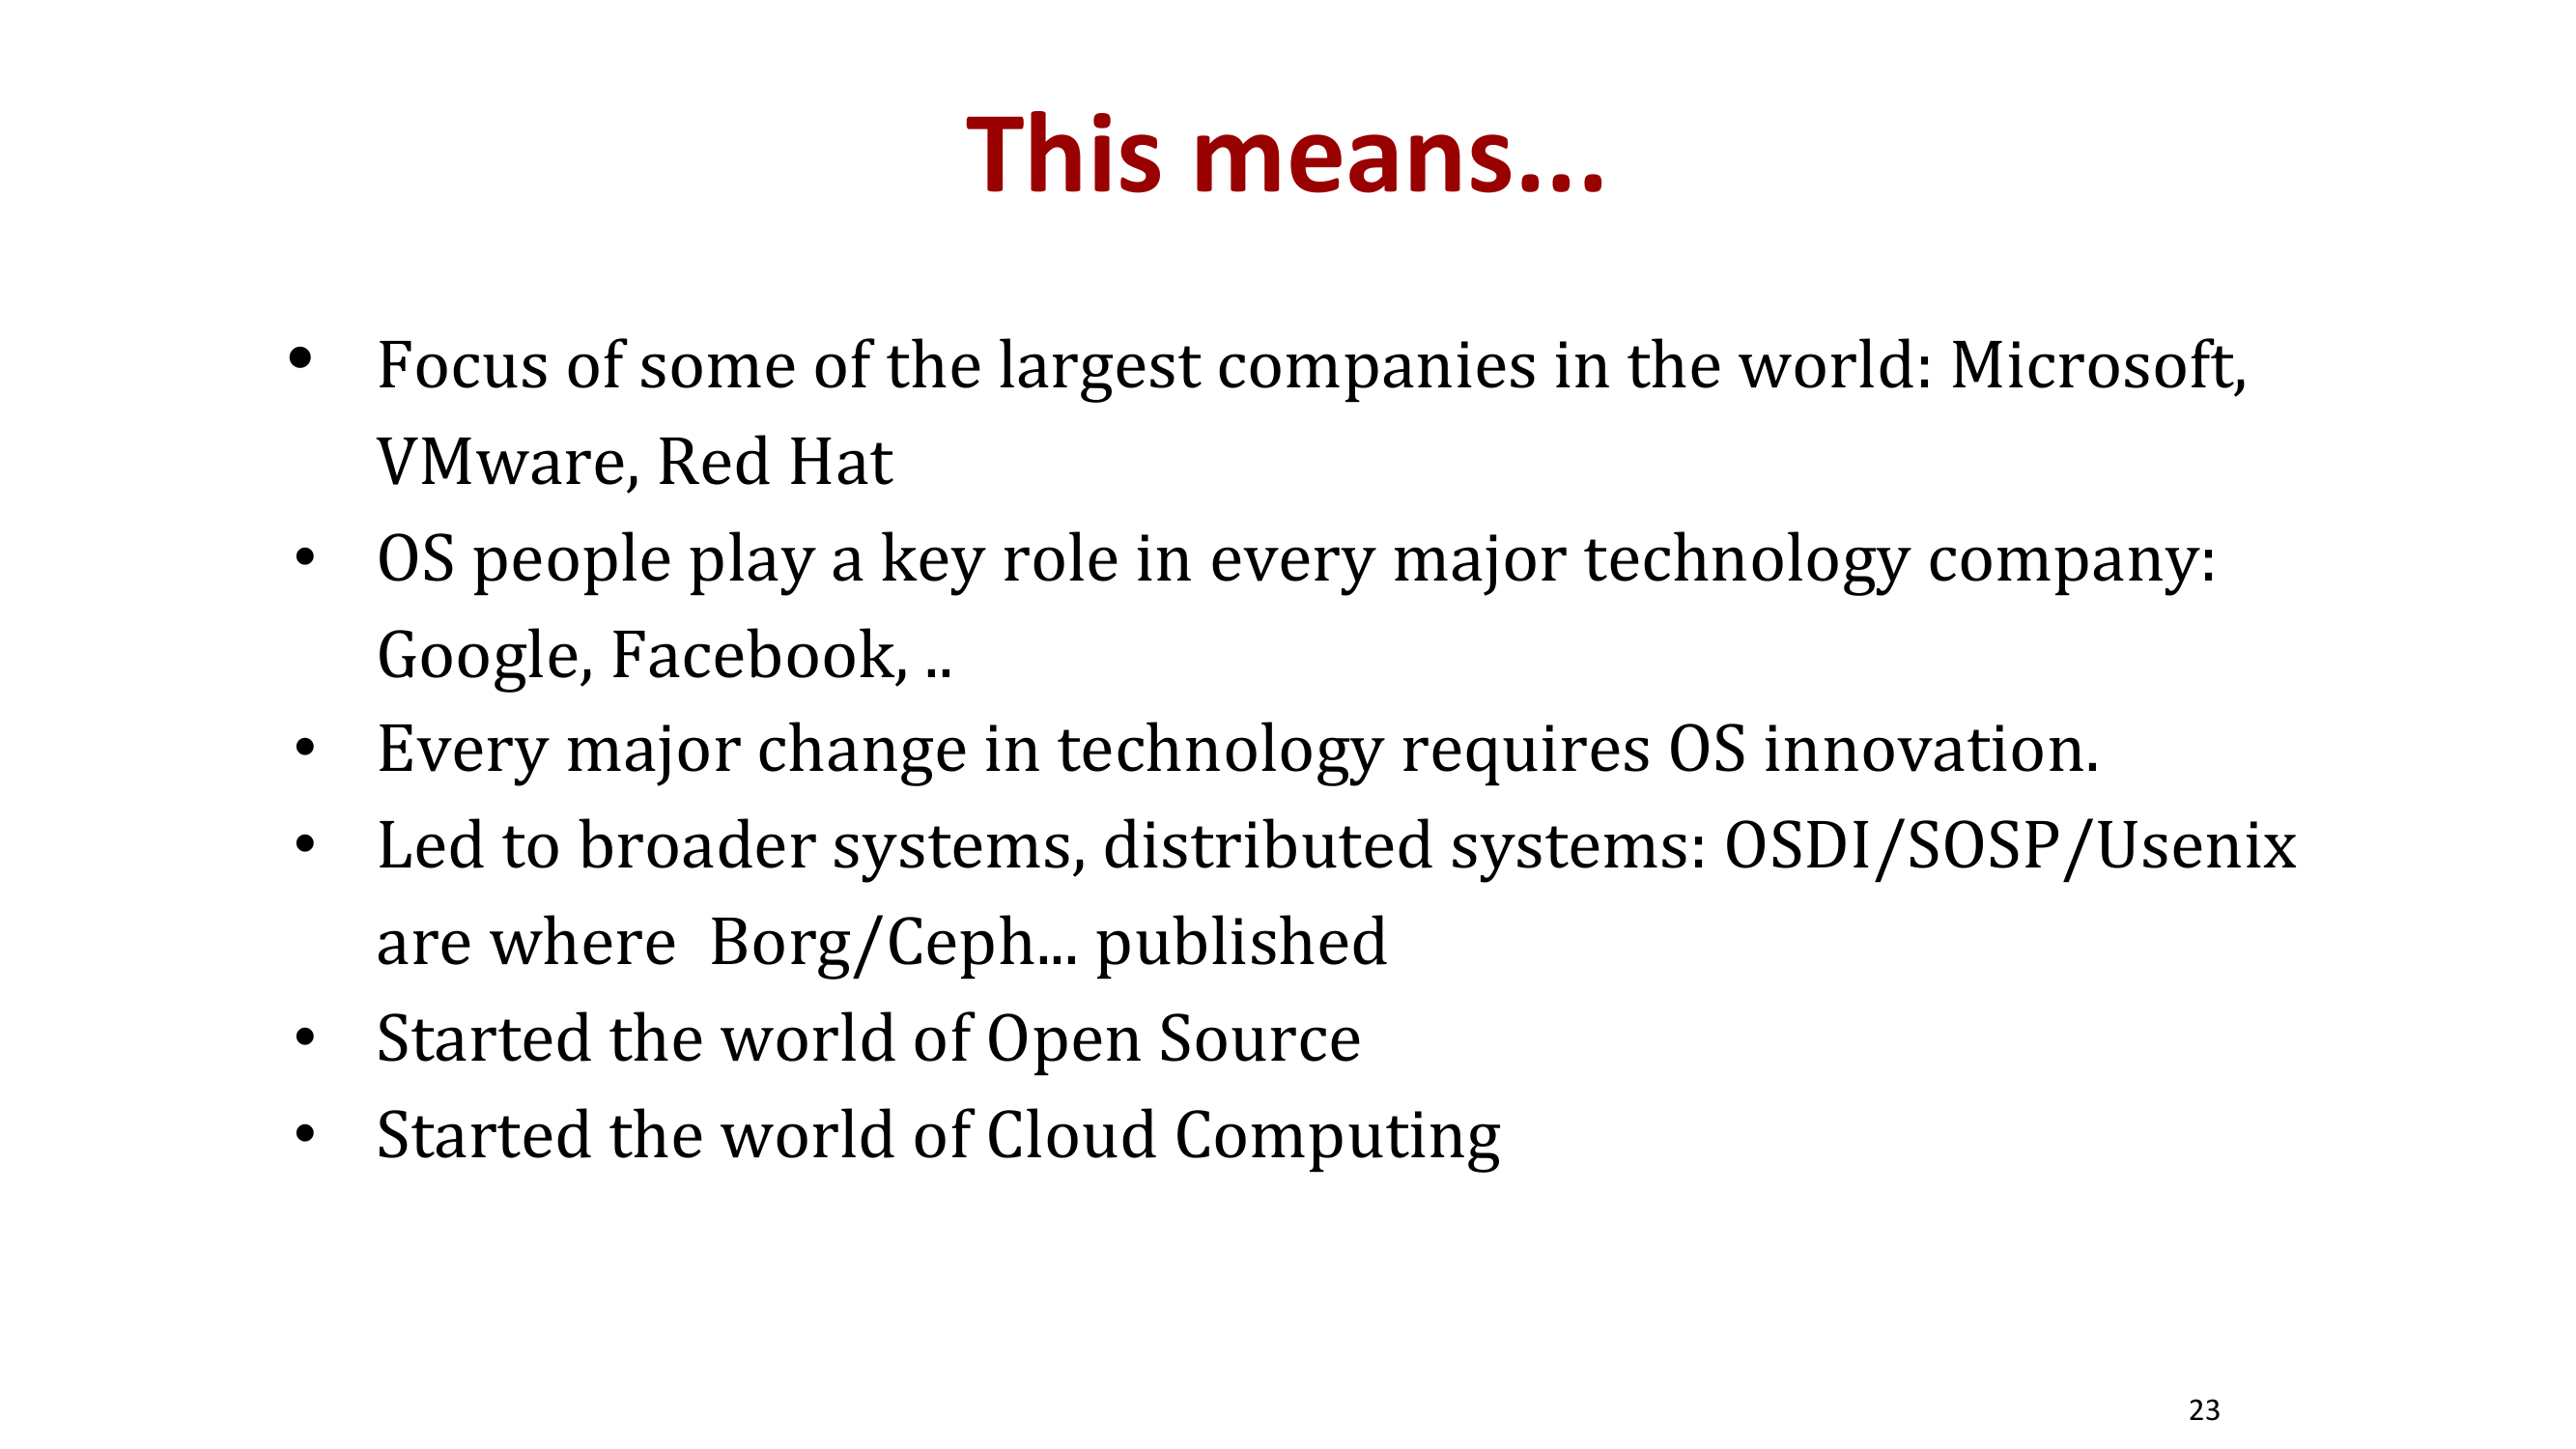 This means...
• Focus of some of the largest companies in the world: Microsoft,
VMware, Red Hat
• OS people play a key role in every major technology company:
Google, Facebook, ..
• Every major change in technology requires OS innovation.
• Led to broader systems, distributed systems: OSDI/SOSP/Usenix
are where  Borg/Ceph... published
• Started the world of Open Source
• Started the world of Cloud Computing
23